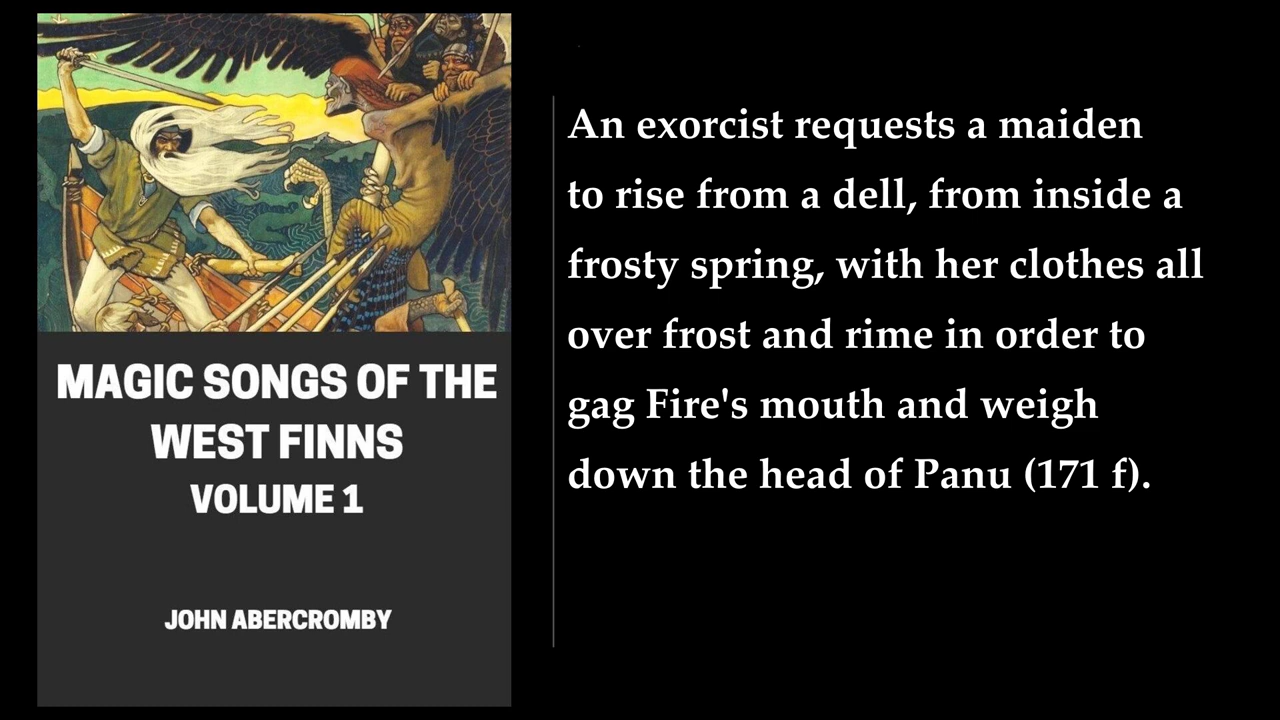 MAGIC SONGS OF THE
WEST FINNS
VOLUME 1
JOHN ABERCROMBY
An exorcist requests a maiden
to rise from a dell, from inside a
frosty spring, with her clothes all
over frost and rime in order to
gag Fire's mouth and weigh
down the head of Panu (171 f).